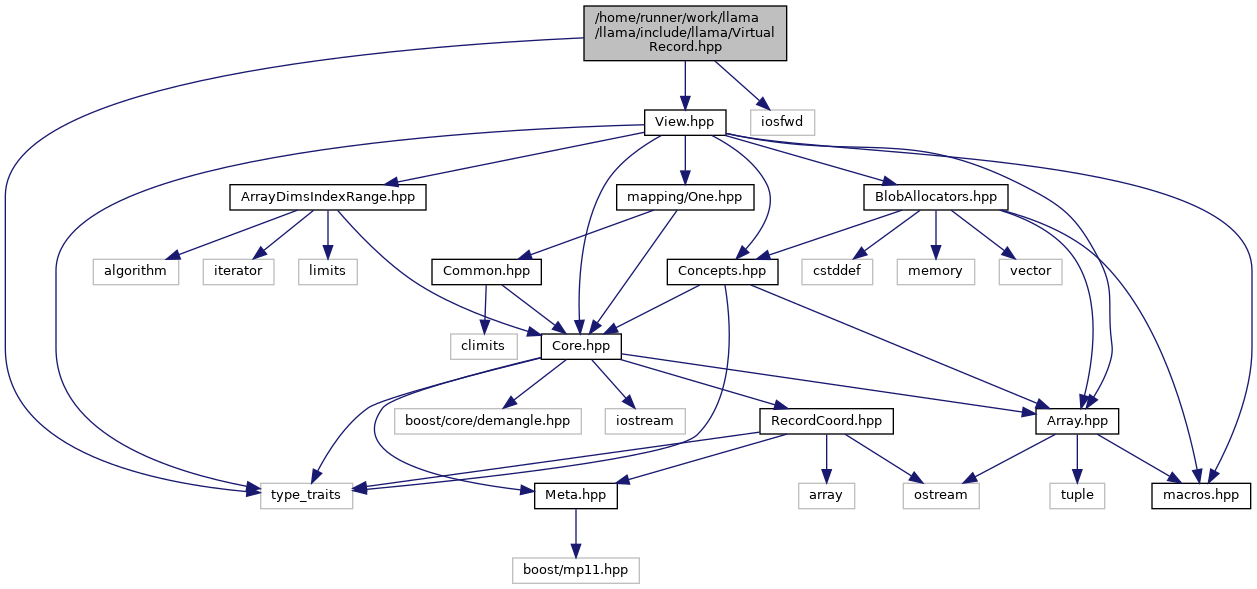 /home/runner/work/llama
/llama/include/llama/Virtual
Record.hpp
View.hpp
iosfwd
ArrayDimsIndexRange.hpp
mapping/One.hpp
BlobAllocators.hpp
algorithm
iterator
limits
Common.hpp
Concepts.hpp
cstddef
memory
vector
climits
Core.hpp
boost/core/demangle.hpp
iostream
RecordCoord.hpp
Array.hpp
type_traits
Meta.hpp
array
ostream
tuple
macros.hpp
boost/mp11.hpp